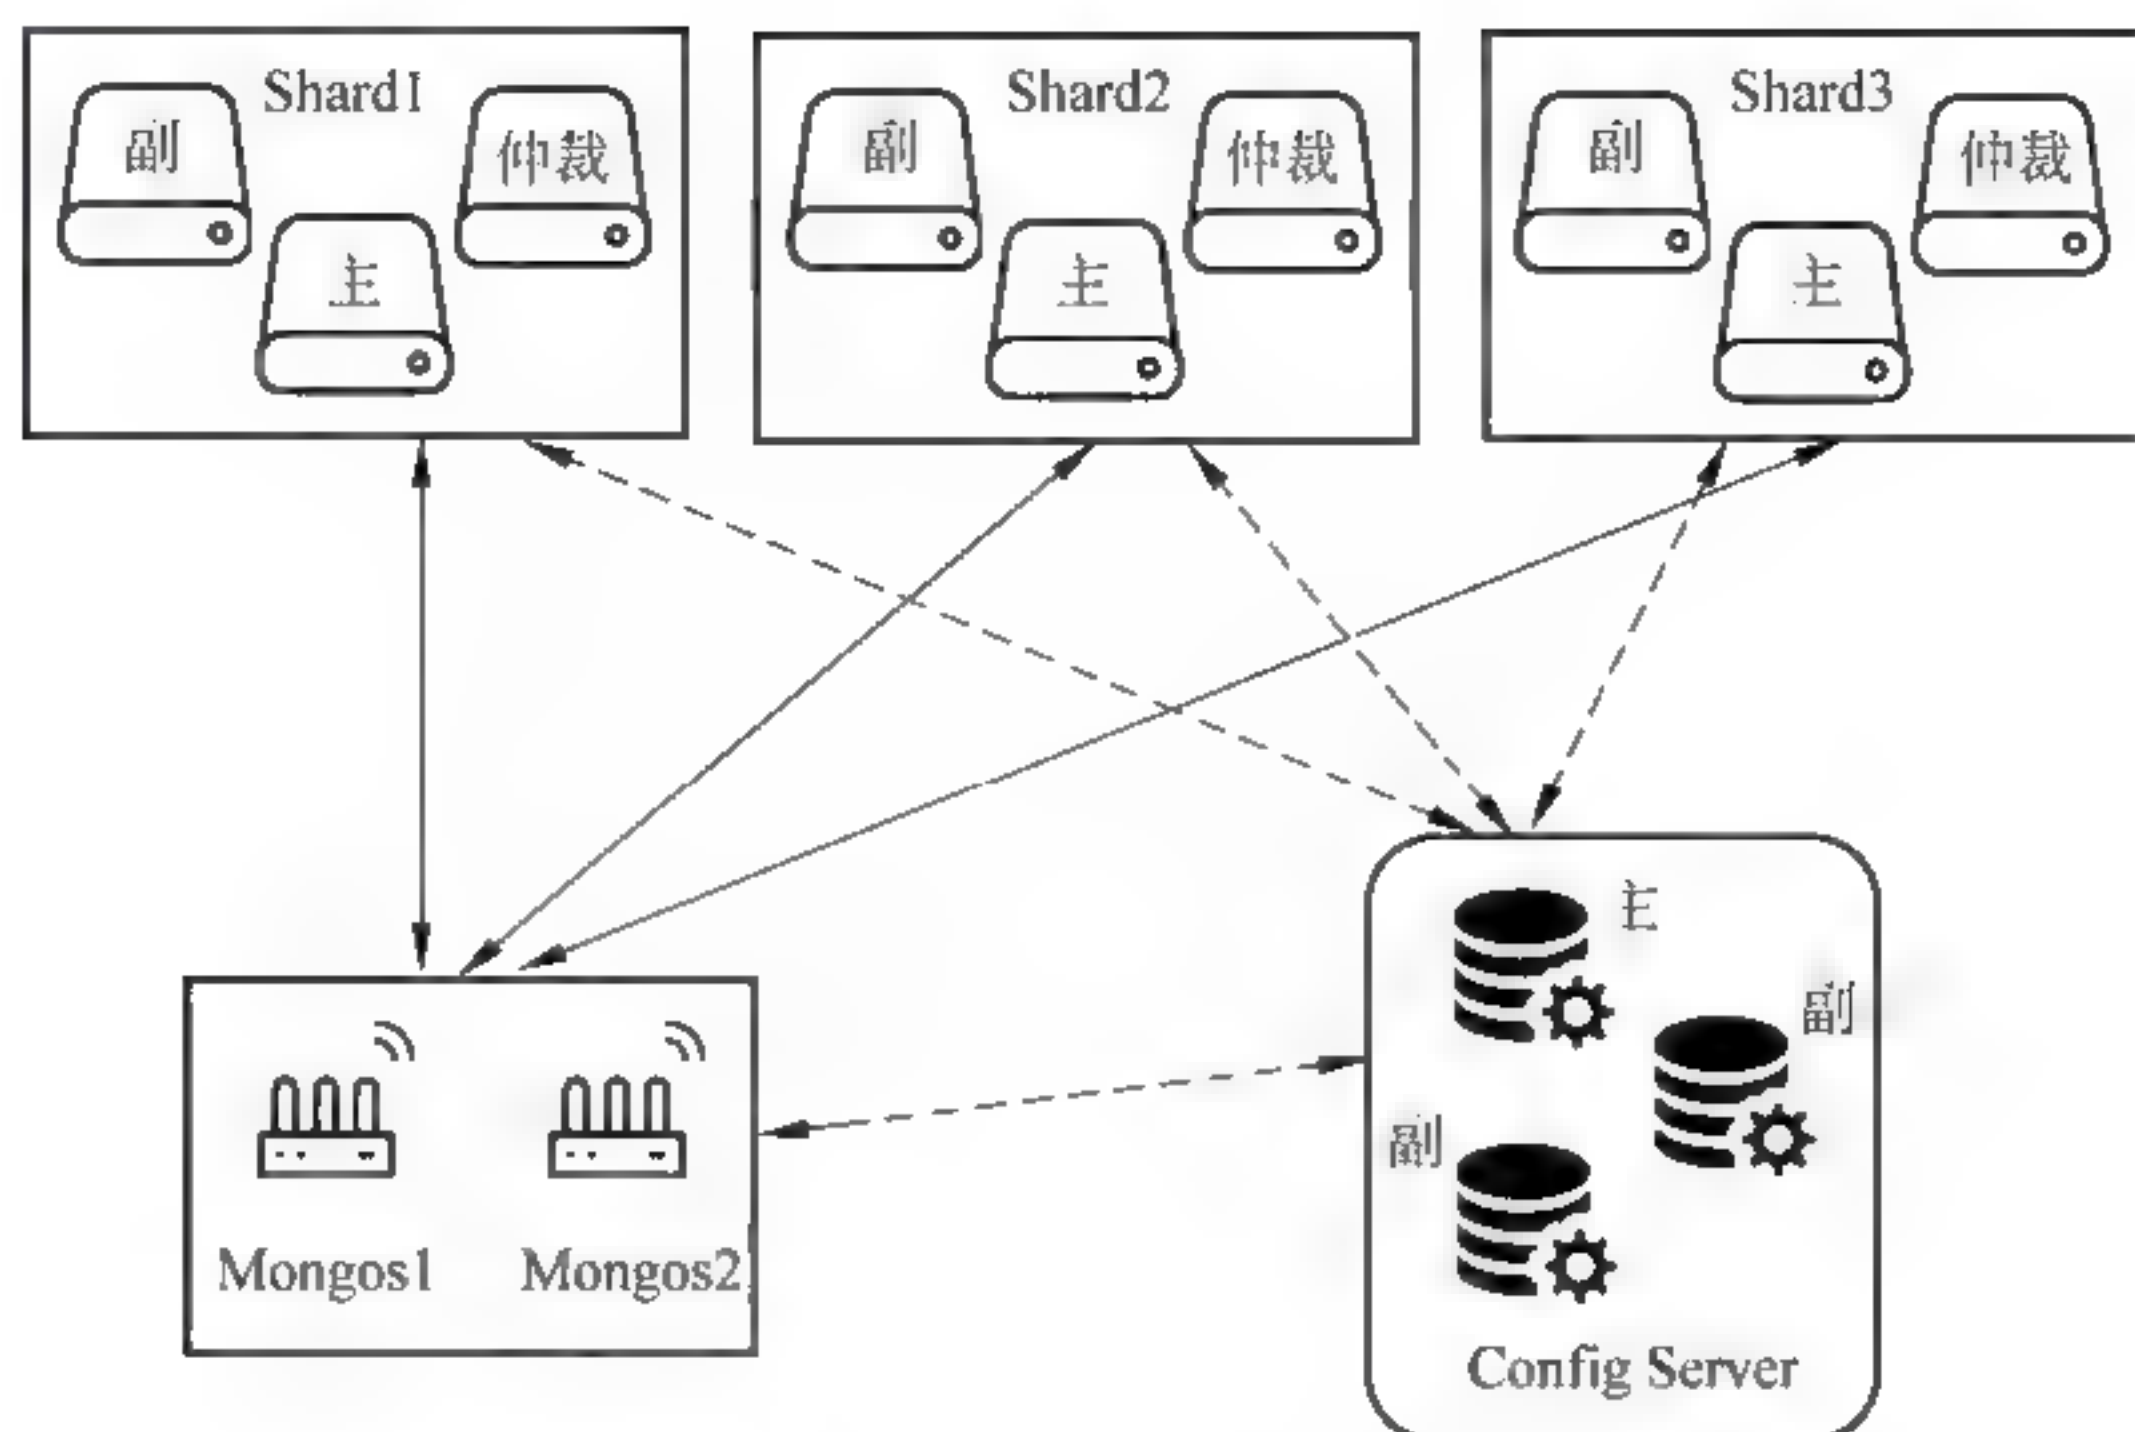 Shard1
副
仲裁
主
Shard2
副
仲裁
主
Shard3
副
仲裁
主
Mongos1
Mongos2
主
副
副
Config Server